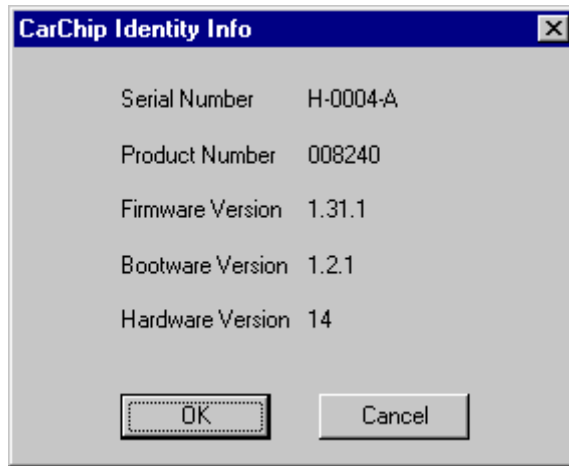 CarChip Identity Info
Serial Number H-0004-A
Product Number 008240
Firmware Version 1.31.1
Bootware Version 1.2.1
Hardware Version 14
OK Cancel